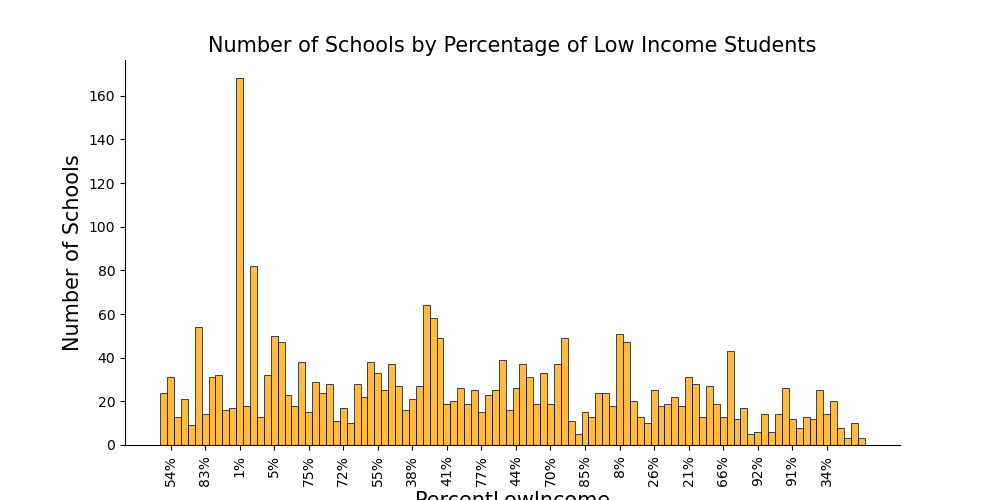 Number of Schools by Percentage of Low Income Students
Number of Schools
160
140
120
100
80
60
40
20
0
54% 83% 1% 5% 75% 72% 55% 38% 41% 77% 44% 70% 85% 8% 26% 21% 66% 92% 91% 34%
PercentLowIncome